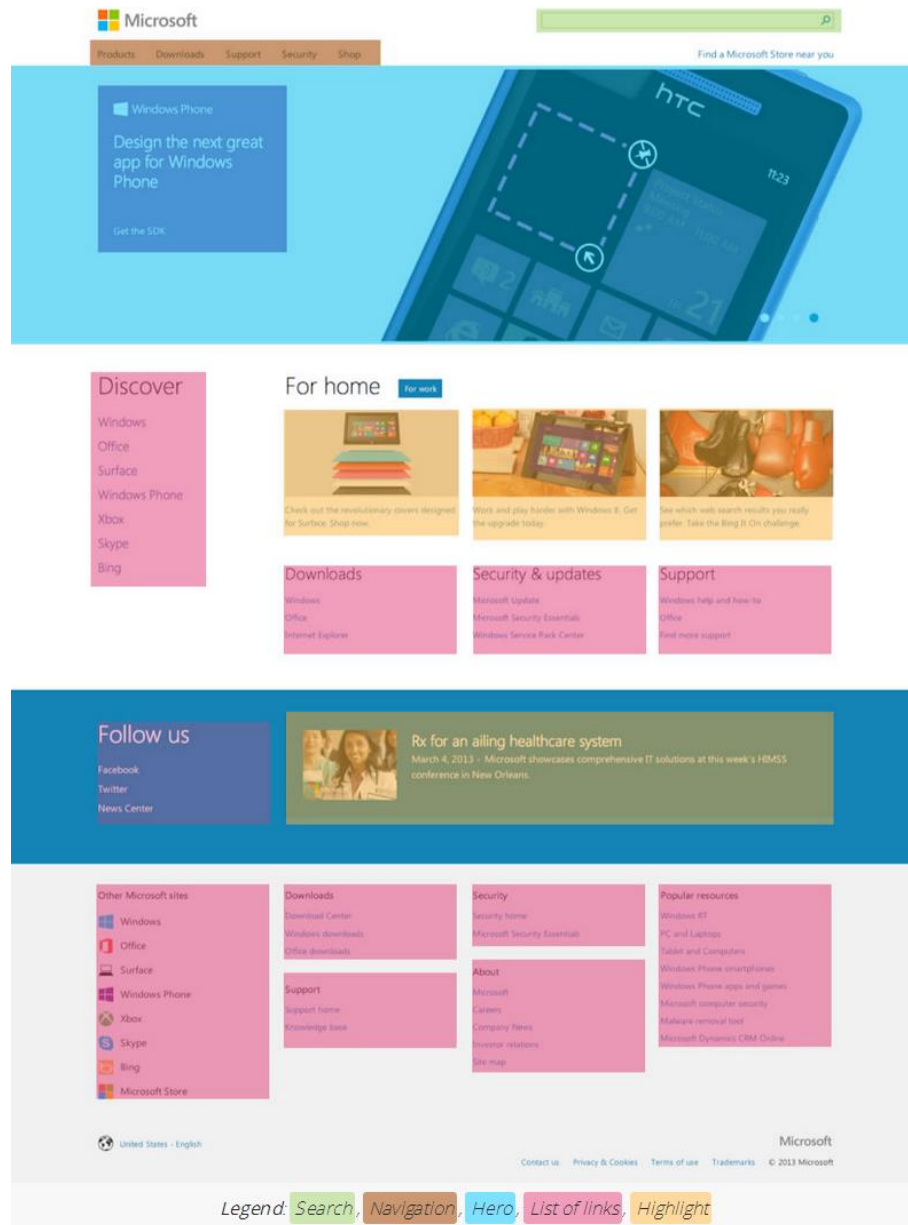 Microsoft
Products Downloads Support Security Shop
Find a Microsoft Store near you
Windows Phone
Design the next great
app for Windows
Phone
Get the SDK
hTC
11:23
2
21
Discover
Windows
Office
Surface
Windows Phone
Xbox
Skype
Bing
For home
For work
Check out the revolutionary covers designed
for Surface. Shop now.
Work and play harder with Windows 8. Get
the upgrade today.
See which web search results you really
prefer. Take the Bing It On challenge.
Downloads
Windows
Office
Internet Explorer
Security & updates
Microsoft Update
Microsoft Security Essentials
Windows Service Pack Center
Support
Windows help and how-to
Office
Find more support
Follow us
Facebook
Twitter
News Center
Rx for an ailing healthcare system
March 4, 2013 - Microsoft showcases comprehensive IT solutions at this week's HIMSS
conference in New Orleans.
Other Microsoft sites
Windows
Office
Surface
Windows Phone
Xbox
Skype
Bing
Microsoft Store
Downloads
Download Center
Windows downloads
Office downloads
Support
Support home
Knowledge base
Security
Security home
Microsoft Security Essentials
About
Microsoft
Careers
Company News
Investor relations
Site map
Popular resources
Windows RT
PC and Laptops
Tablet and Computers
Windows Phone smartphones
Windows Phone apps and games
Microsoft computer security
Malware removal tool
Microsoft Dynamics CRM Online
United States - English
Microsoft
Contact us Privacy & Cookies Terms of use Trademarks © 2013 Microsoft
Legend: Search, Navigation, Hero, List of links, Highlight